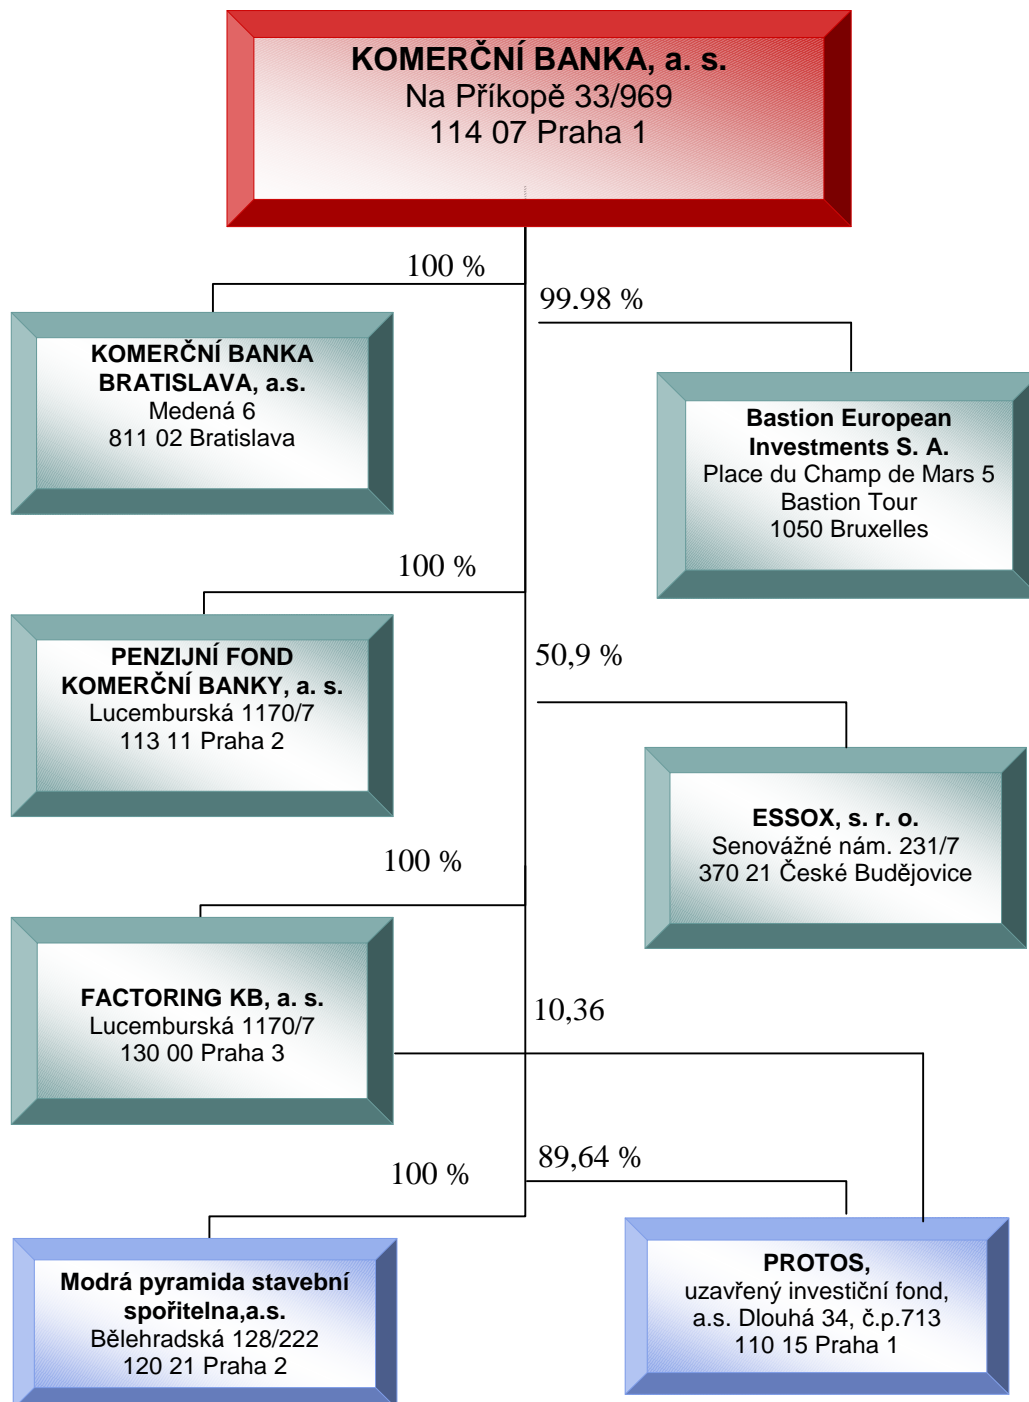 KOMERČNÍ BANKA, a. s.
Na Příkopě 33/969
114 07 Praha 1
100 %
99,98 %
KOMERČNÍ BANKA
BRATISLAVA, a.s.
Medená 6
811 02 Bratislava
Bastion European
Investments S. A.
Place du Champ de Mars 5
Bastion Tour
1050 Bruxelles
100 %
50,9 %
PENZIJNÍ FOND
KOMERČNÍ BANKY, a. s.
Lucemburská 1170/7
113 11 Praha 2
ESSOX, s. r. o.
Senovážné nám. 231/7
370 21 České Budějovice
100 %
10,36
FACTORING KB, a. s.
Lucemburská 1170/7
130 00 Praha 3
89,64 %
100 %
Modrá pyramida stavební
spořitelna,a.s.
Bělehradská 128/222
120 21 Praha 2
PROTOS,
uzavřený investiční fond,
a.s. Dlouhá 34, č.p.713
110 15 Praha 1